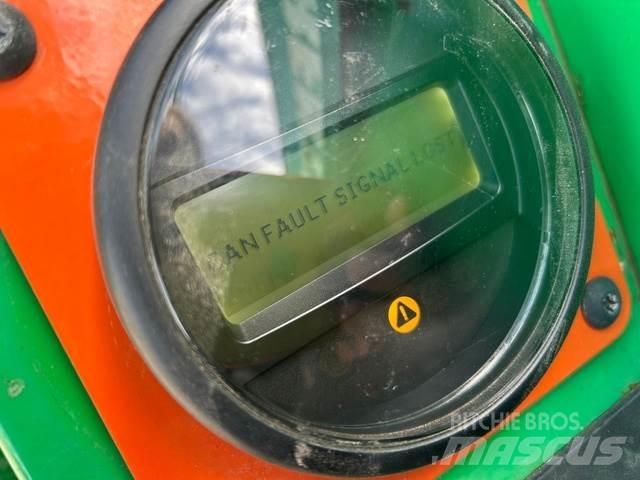 CAN FAULT SIGNAL LOST
RITCHIE BROS.
MASCUS